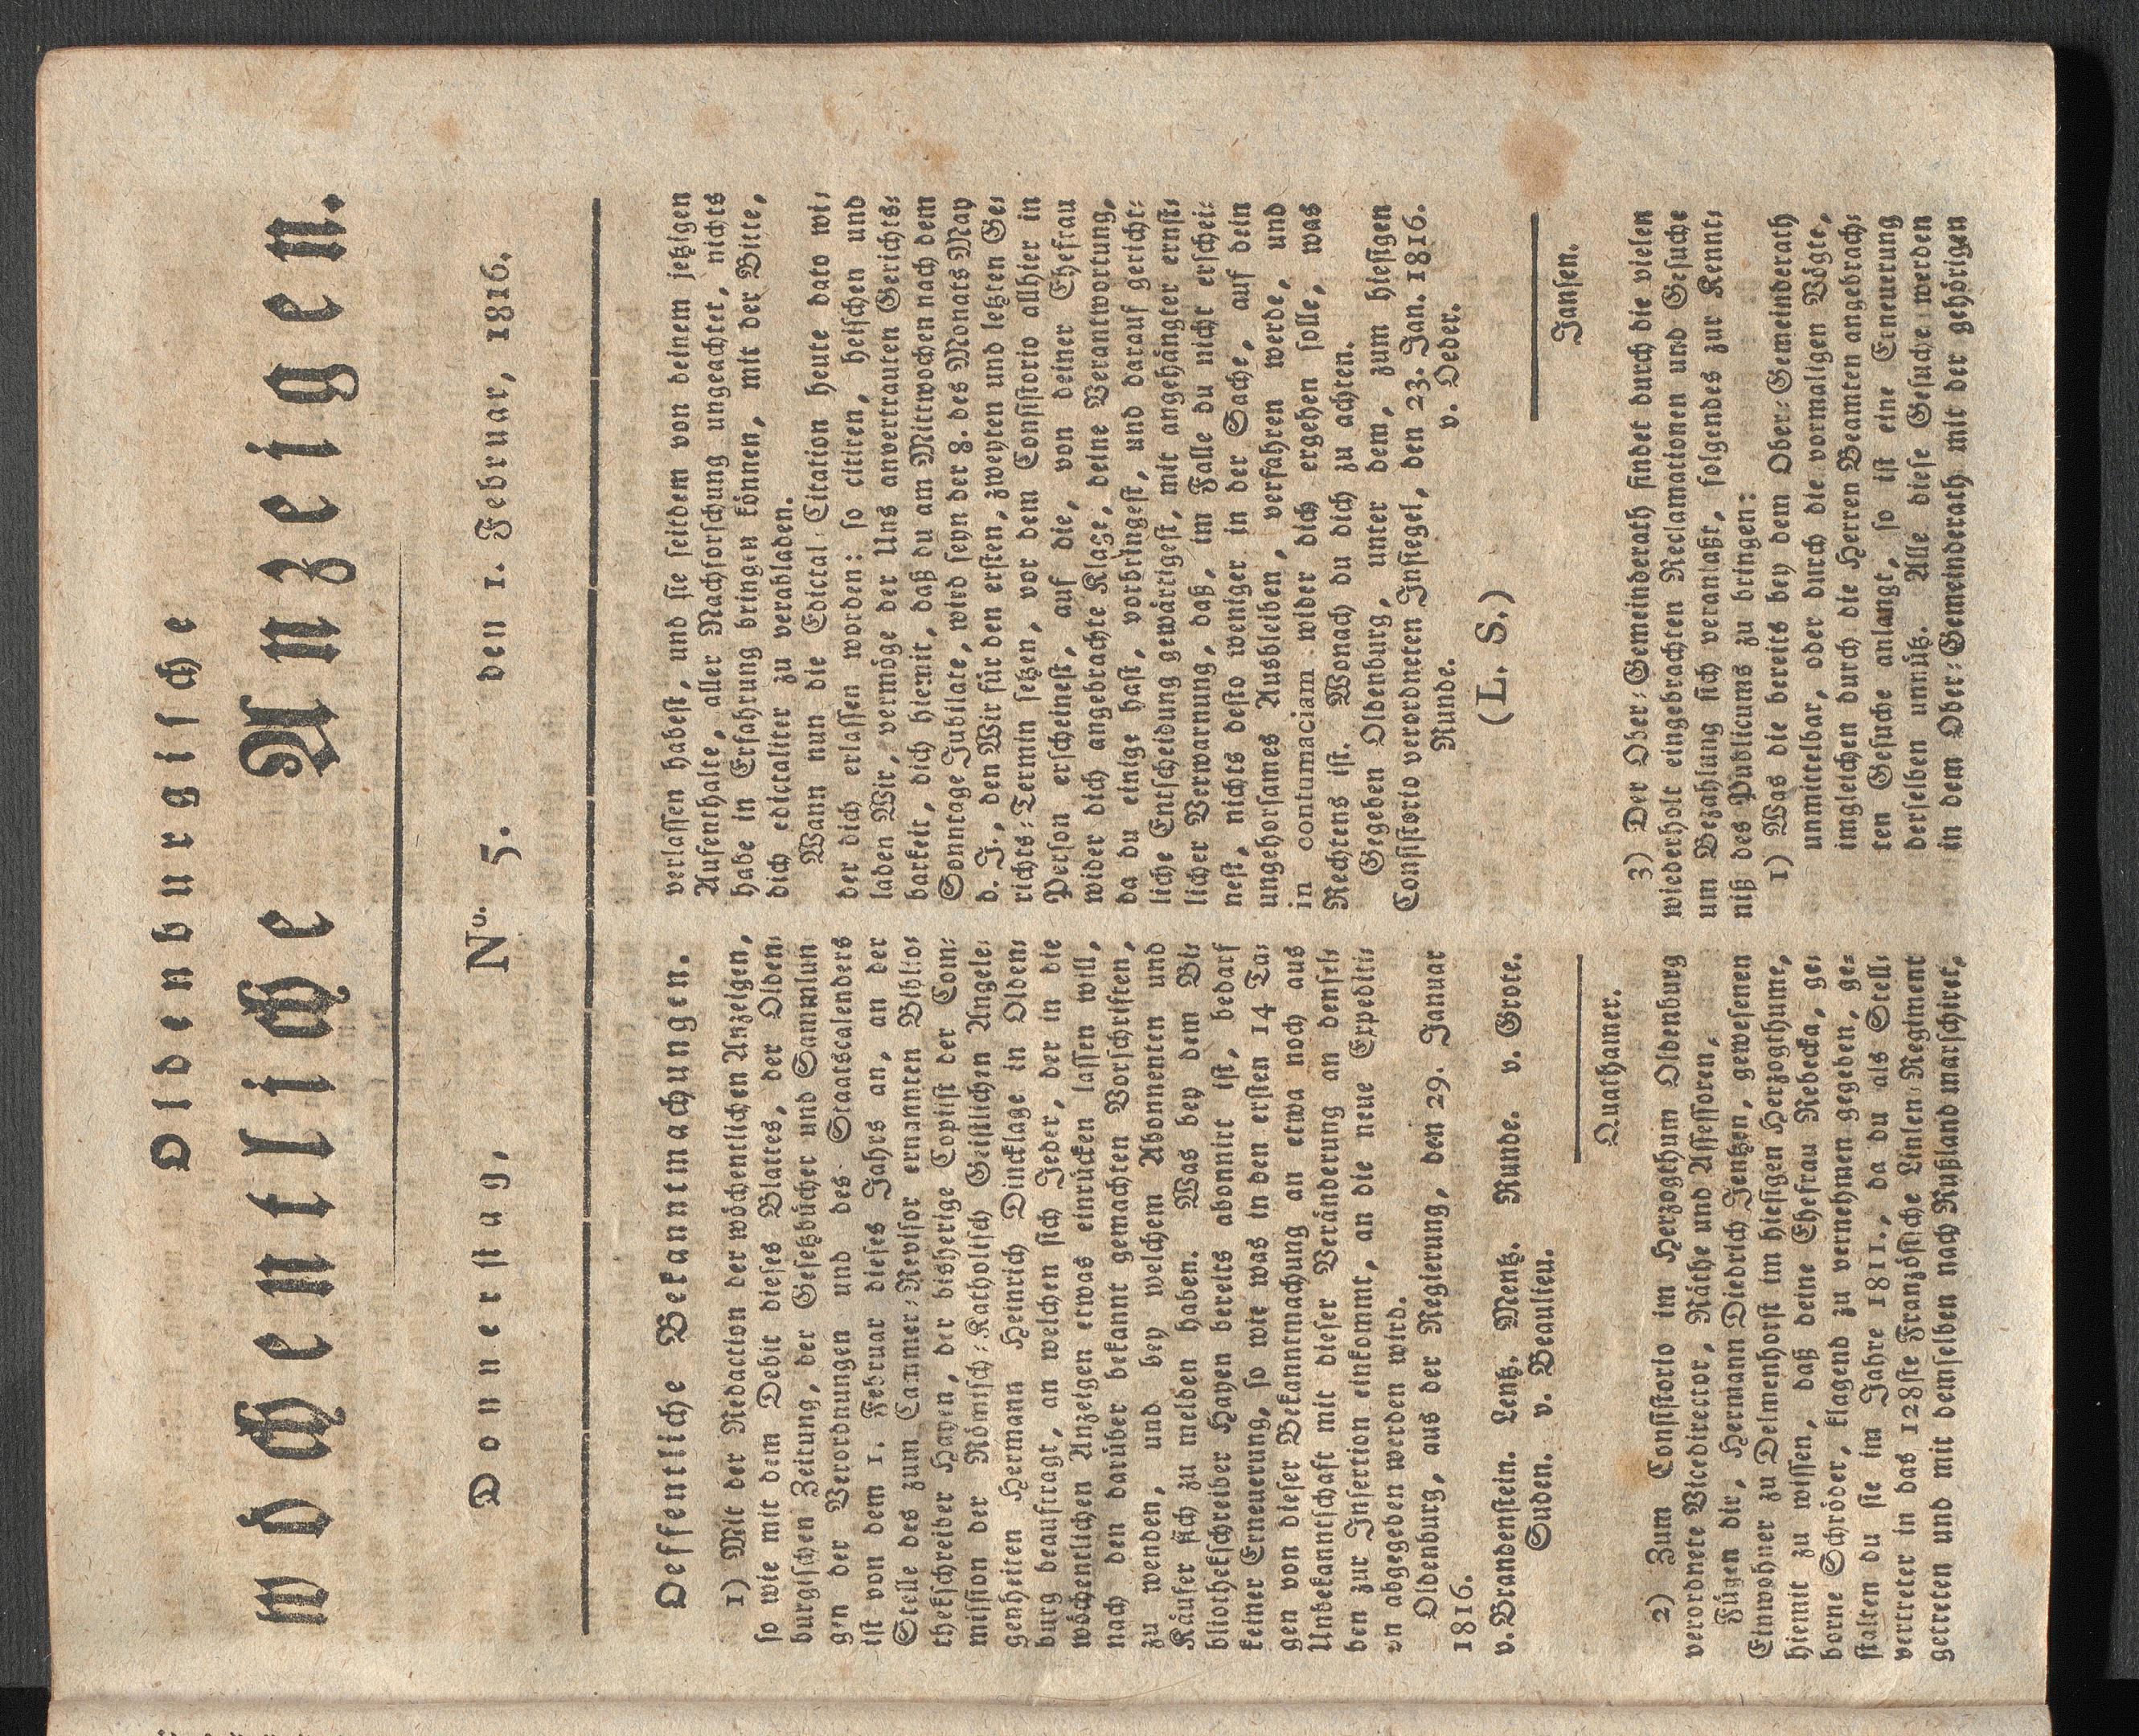 Oldenburgische
wöchentliche Anzeigen.
Donnerstag, No. 5. den 1. Februar, 1816.
Oeffentliche Bekanntmachungen.
1) Mit der Redaction der wöchentlichen Anzeigen,
so wie mit dem Debit dieses Blattes, der Olden-
burgischen Zeitung, der Gesetzbücher und Sammlun
gen der Verordnungen und des Staatscalenders
ist von dem 1. Februar dieses Jahrs an, an der
Stelle des zum Cammer-Revisor ernannten Biblio-
thekschreiber Hayen, der bisherige Copiist der Com-
mission der Römisch-Katholisch Geistlichen Angele-
genheiten Hermann Heinrich Dincklage in Olden-
burg beauftragt, an welchen sich Jeder, der in die
wöchentlichen Anzeigen etwas einrücken lassen will,
nach den darüber bekannt gemachten Vorschriften,
zu wenden, und bey welchem Abonnenten und
Käufer sich zu melden haben. Was bey dem Bi-
bliothekschreiber Hayen bereits abonnirt ist, bedarf
keiner Erneuerung, so wie was in den ersten 14 Ta-
gen von dieser Bekanntmachung an etwa noch aus
Unbekanntschaft mit dieser Veränderung an densel-
ben zur Insertion einkommt, an die neue Expediti-
on abgegeben werden wird.
Oldenburg, aus der Regierung, den 29. Januar
1816.
v. Brandenstein. Lentz. Mentz. Runde. v. Grote.
Suden. v. Beaulieu.
Quathamer.
2) Zum Consistorio im Herzogthum Oldenburg
verordnete Vicedirector, Räthe und Assessoren,
Fügen dir, Hermann Diedrich Jentzen, gewesenen
Einwohner zu Delmenhorst im hiesigen Herzogthume,
hiemit zu wissen, daß deine Ehefrau Rebecka, ge-
borne Schröder, klagend zu vernehmen gegeben, ge-
stalten du sie im Jahre 1811., da du als Stell-
vertreter in das 128ste Französische Linien-Regiment
getreten und mit demselben nach Rußland marschiret,
verlassen habest, und sie seitdem von deinem jetzigen
Aufenthalte, aller Nachforschung ungeachtet, nichts
habe in Erfahrung bringen können, mit der Bitte,
dich edictaliter zu verabladen.
Wann nun die Edictal-Citation heute dato wi-
der dich erlassen worden: so citiren, heischen und
laden Wir, vermöge der Uns anvertrauten Gerichts-
barkeit, dich hiemit, daß du am Mittwochen nach dem
Sonntage Jubilate, wird seyn der 8. des Monats May
d. J., den Wir für den ersten, zweyten und letzten Ge-
richts-Termin setzen, vor dem Consistorio allhier in
Person erscheinest, auf die, von deiner Ehefrau
wider dich angebrachte Klage, deine Verantwortung,
da du einige hast, vorbringest, und darauf gericht-
liche Entscheidung gewärtigest, mit angehängter ernst-
licher Verwarnung, daß, im Falle du nicht erschei-
nest, nichts desto weniger in der Sache, auf dein
ungehorsames Ausbleiben, verfahren werde, und
in contumaciam wider dich ergehen solle, was
Rechtens ist. Wonach du dich zu achten.
Gegeben Oldenburg, unter dem, zum hiesigen
Consistorio verordneten Insiegel, den 23. Jan. 1816.
Runde. v. Oeder.
(L. S.)
Jansen.
3) Der Ober-Gemeinderath findet durch die vielen
wiederholt eingebrachten Reclamationen und Gesuche
um Bezahlung sich veranlaßt, folgendes zur Kennt-
niß des Publicums zu bringen:
1) Was die bereits bey dem Ober-Gemeinderath
unmittelbar, oder durch die vormaligen Vögte,
imgleichen durch die Herren Beamten angebrach-
ten Gesuche anlangt, so ist eine Erneuerung
derselben unnütz. Alle diese Gesuche werden
in dem Ober-Gemeinderath mit der gehörigen